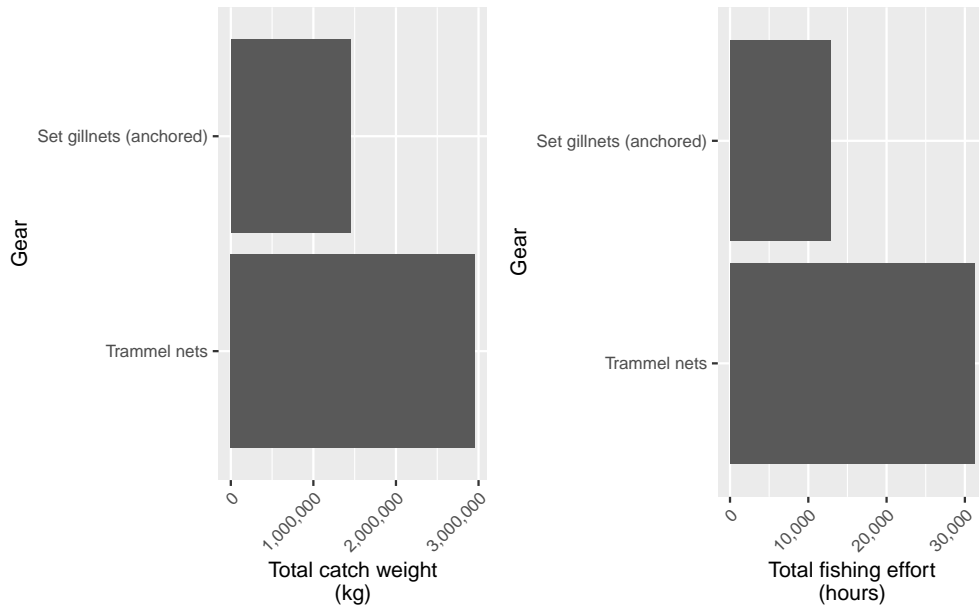 Gear
Set gillnets (anchored)
Trammel nets
0
1,000,000
2,000,000
3,000,000
Total catch weight
(kg)
Gear
Set gillnets (anchored)
Trammel nets
0
10,000
20,000
30,000
Total fishing effort
(hours)